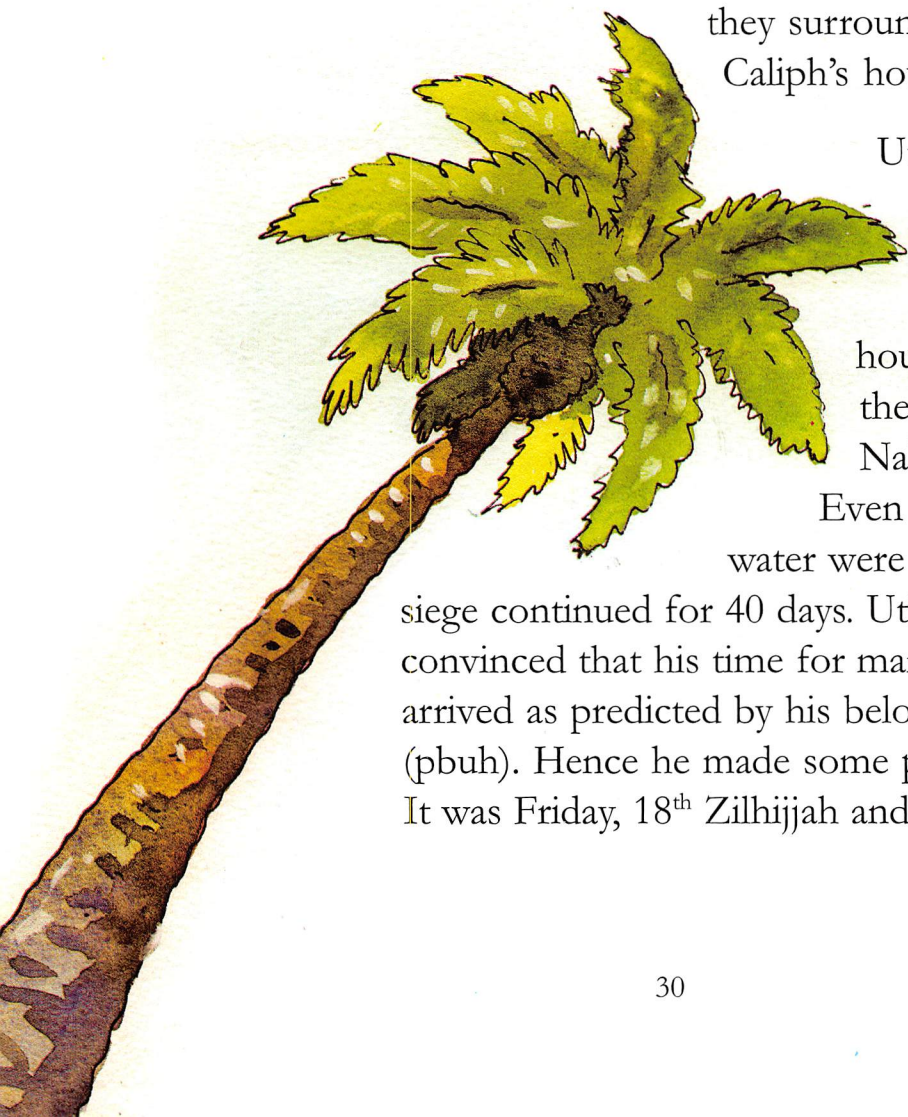 they surroun
Caliph's hou
U
hou
the
Na
Even
water were
siege continued for 40 days. Ut
convinced that his time for mar
arrived as predicted by his belo
(pbuh). Hence he made some p
It was Friday, 18th Zilhijjah and
30